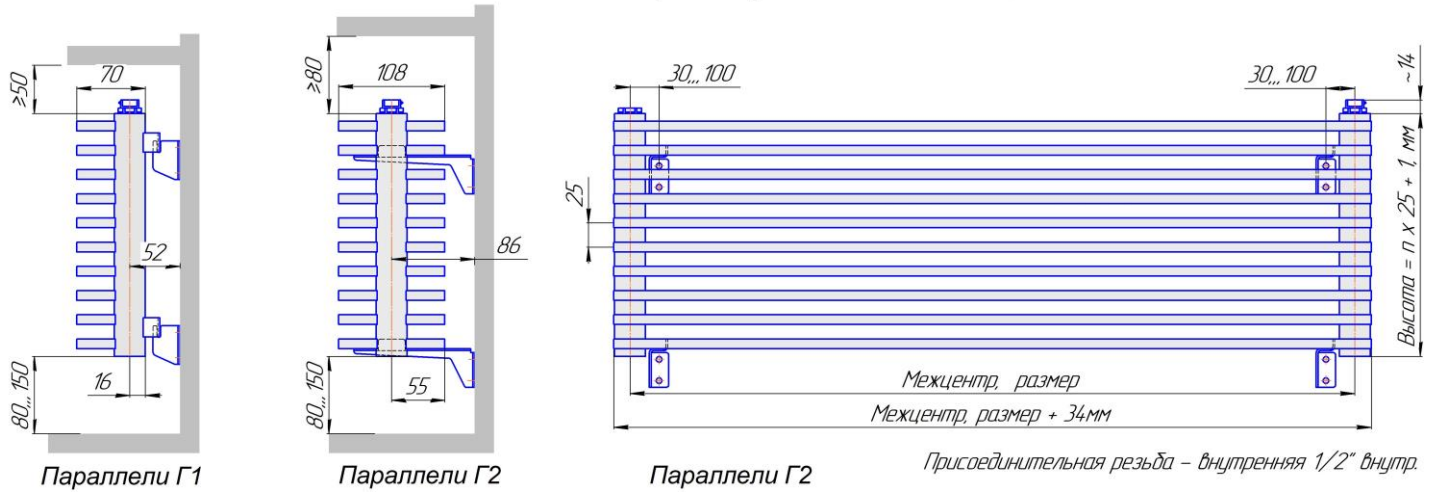 ≥50
70
52
16
80,,,150
Параллели Г1
≥80
108
86
55
80,,,150
Параллели Г2
30,,,100
30,,,100
~14
25
Высота = n x 25 + 1, мм
Межцентр, размер
Межцентр, размер + 34мм
Параллели Г2
Присоединительная резьба – внутренняя 1/2" внутр.